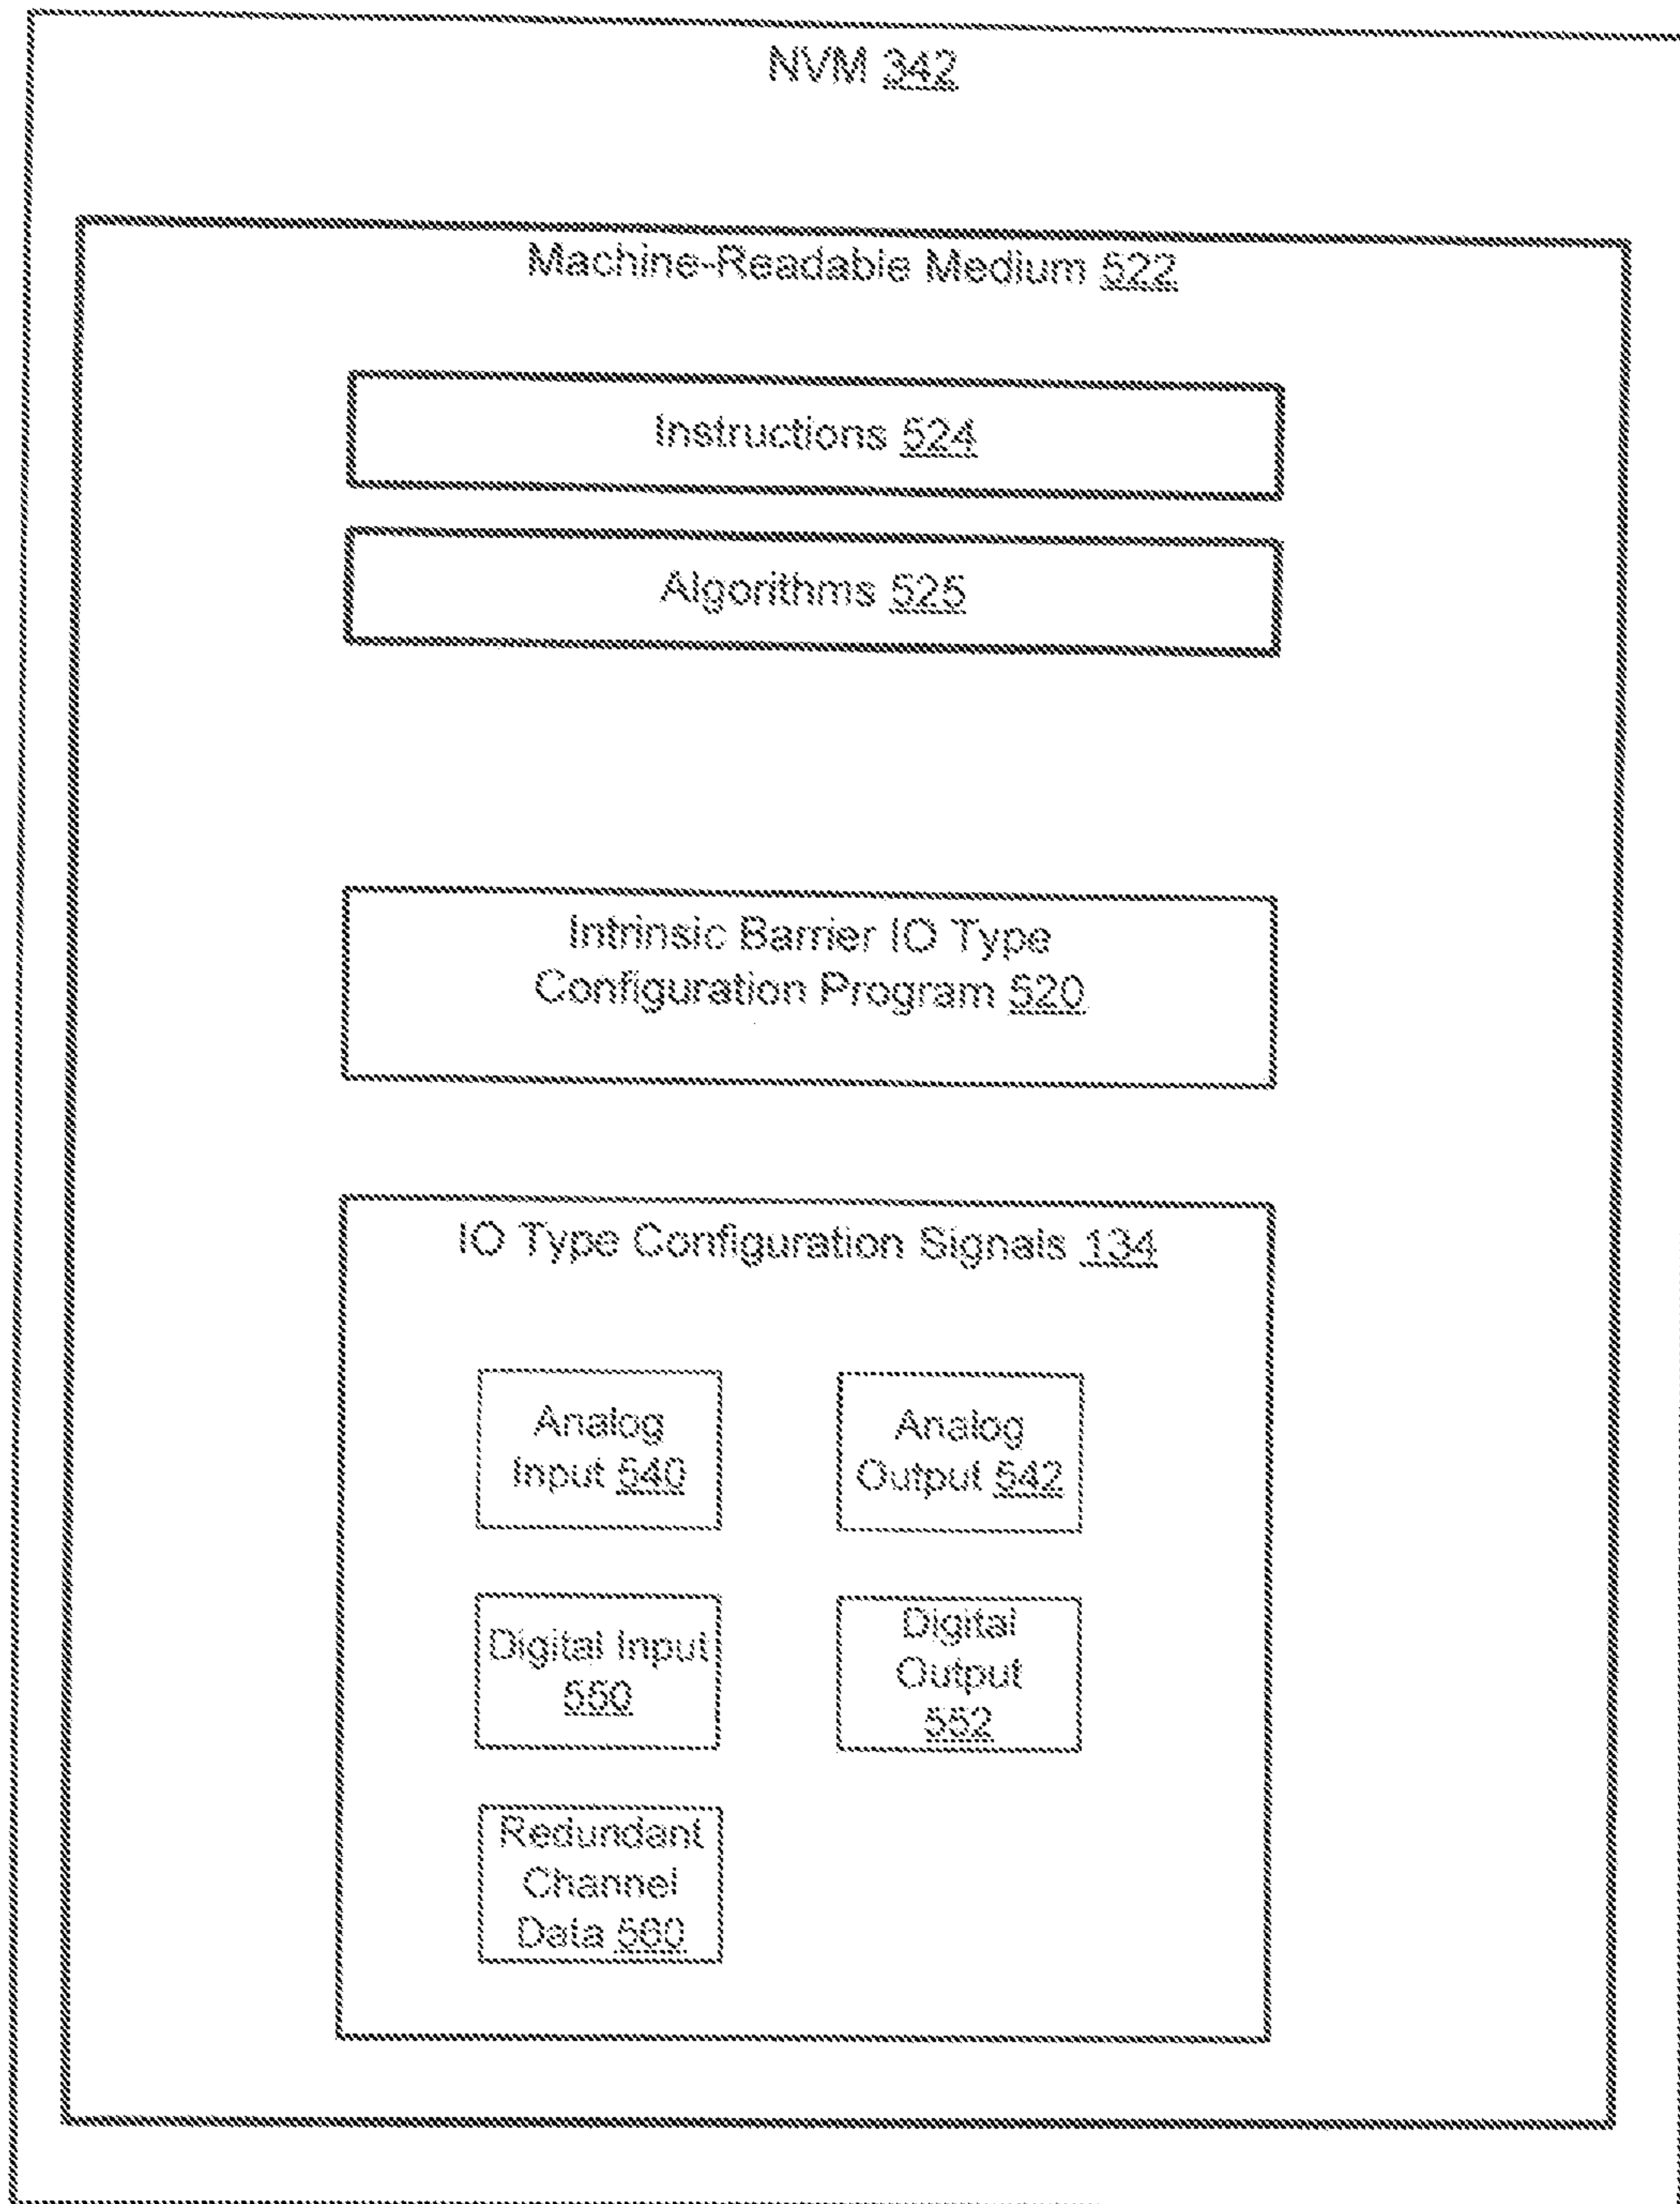 NVM 342
Machine-Readable Medium 522
Instructions 524
Algorithms 525
Intrinsic Barrier IO Type
Configuration Program 520
IO Type Configuration Signals 134
Analog
Input 540
Analog
Output 542
Digital Input
550
Digital
Output
552
Redundant
Channel
Data 560